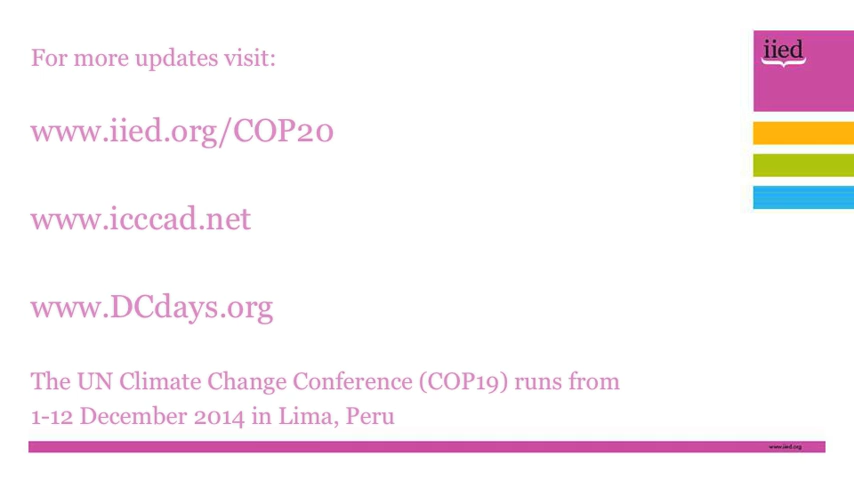 For more updates visit:
iied
www.iied.org/COP20
www.icccad.net
www.DCdays.org
The UN Climate Change Conference (COP19) runs from
1-12 December 2014 in Lima, Peru
www.iied.org